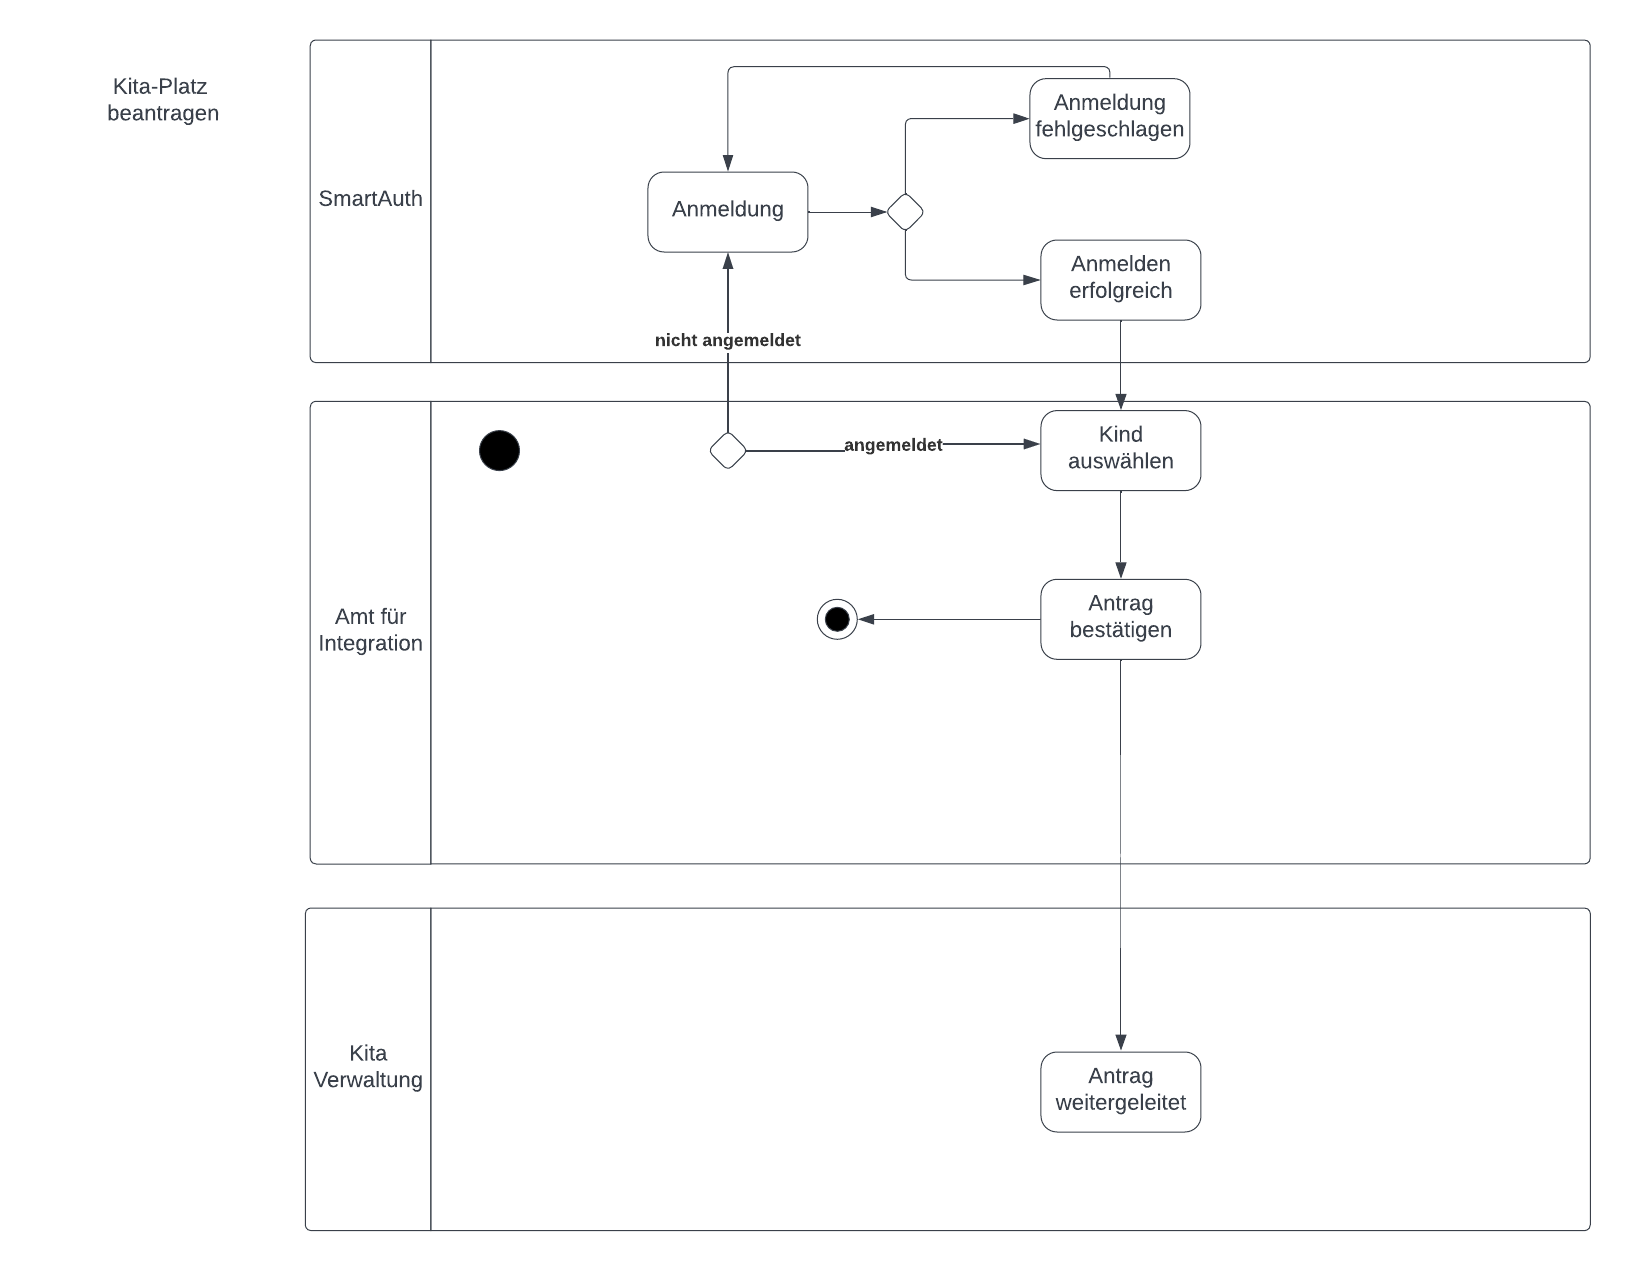 Kita-Platz
beantragen
SmartAuth
Anmeldung
fehlgeschlagen
Anmeldung
Anmelden
erfolgreich
nicht angemeldet
Amt für
Integration
angemeldet
Kind
auswählen
Antrag
bestätigen
Kita
Verwaltung
Antrag
weitergeleitet